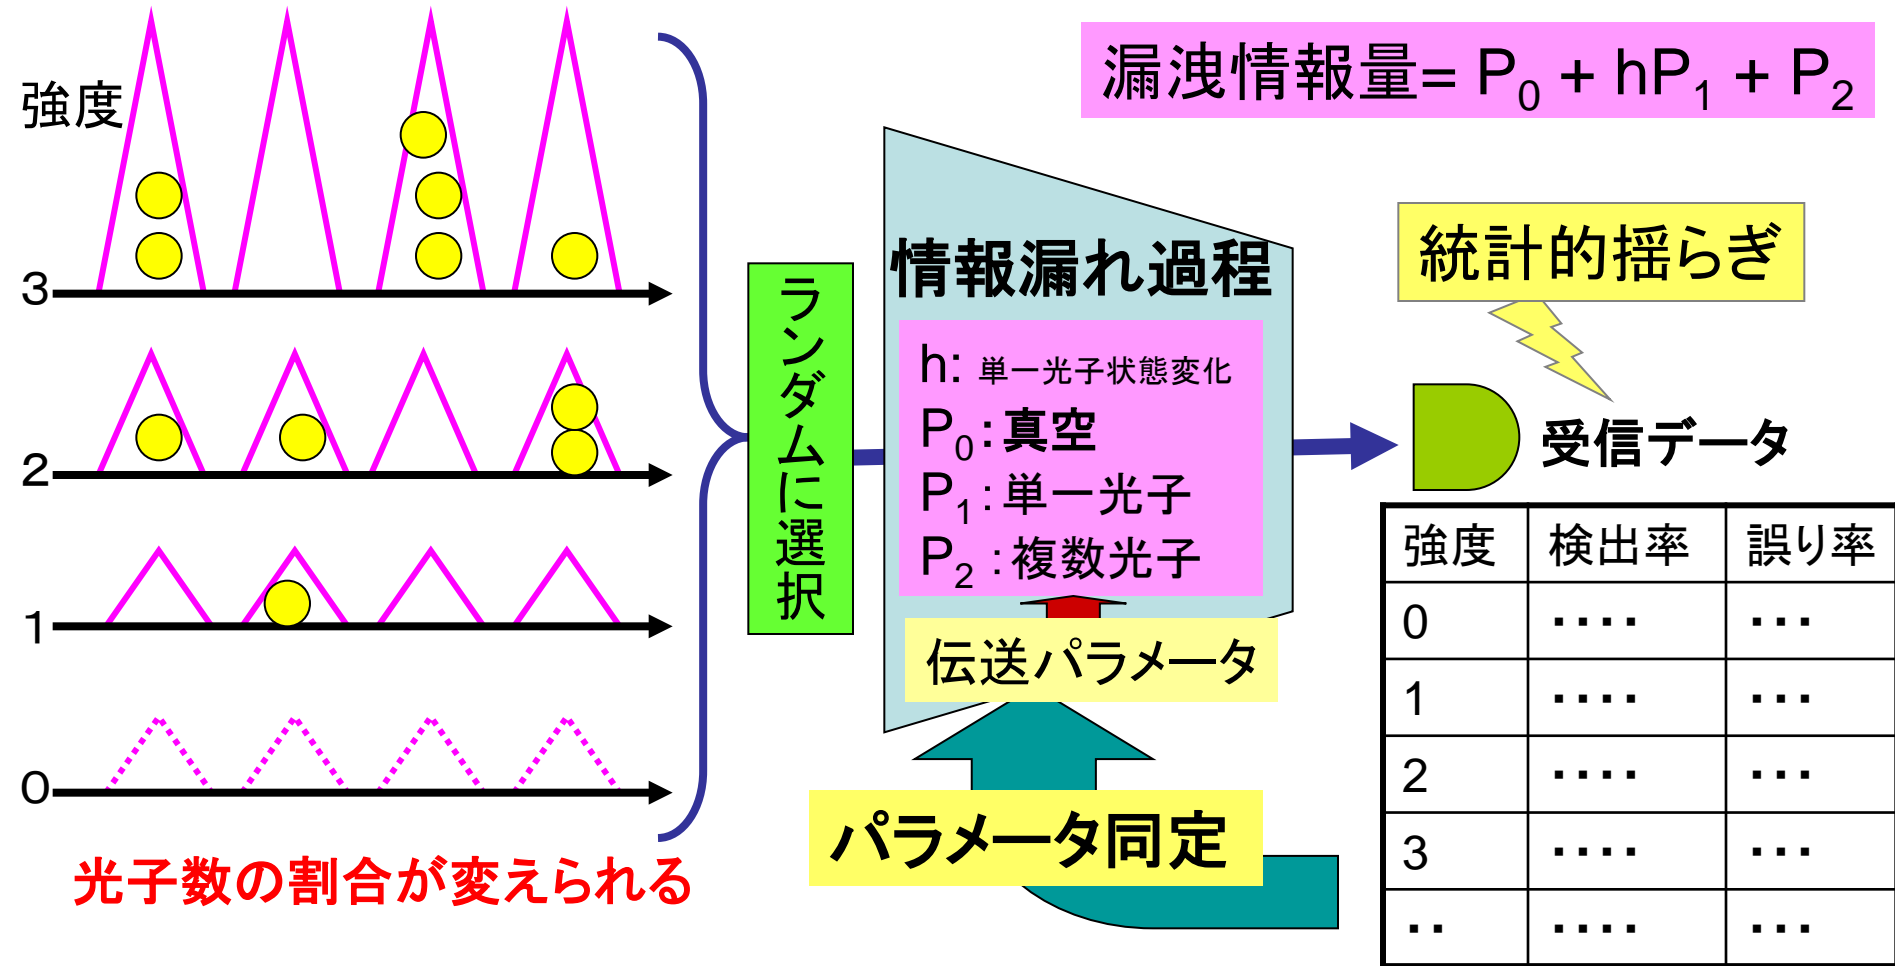 強度
3
2
1
0
光子数の割合が変えられる
ランダムに選択
漏洩情報量= P₀ + hP₁ + P₂
情報漏れ過程
h: 単一光子状態変化
P₀:真空
P₁:単一光子
P₂:複数光子
伝送パラメータ
パラメータ同定
統計的揺らぎ
受信データ
強度 検出率 誤り率
0 ・・・・ ・・・
1 ・・・・ ・・・
2 ・・・・ ・・・
3 ・・・・ ・・・
・・ ・・・・ ・・・